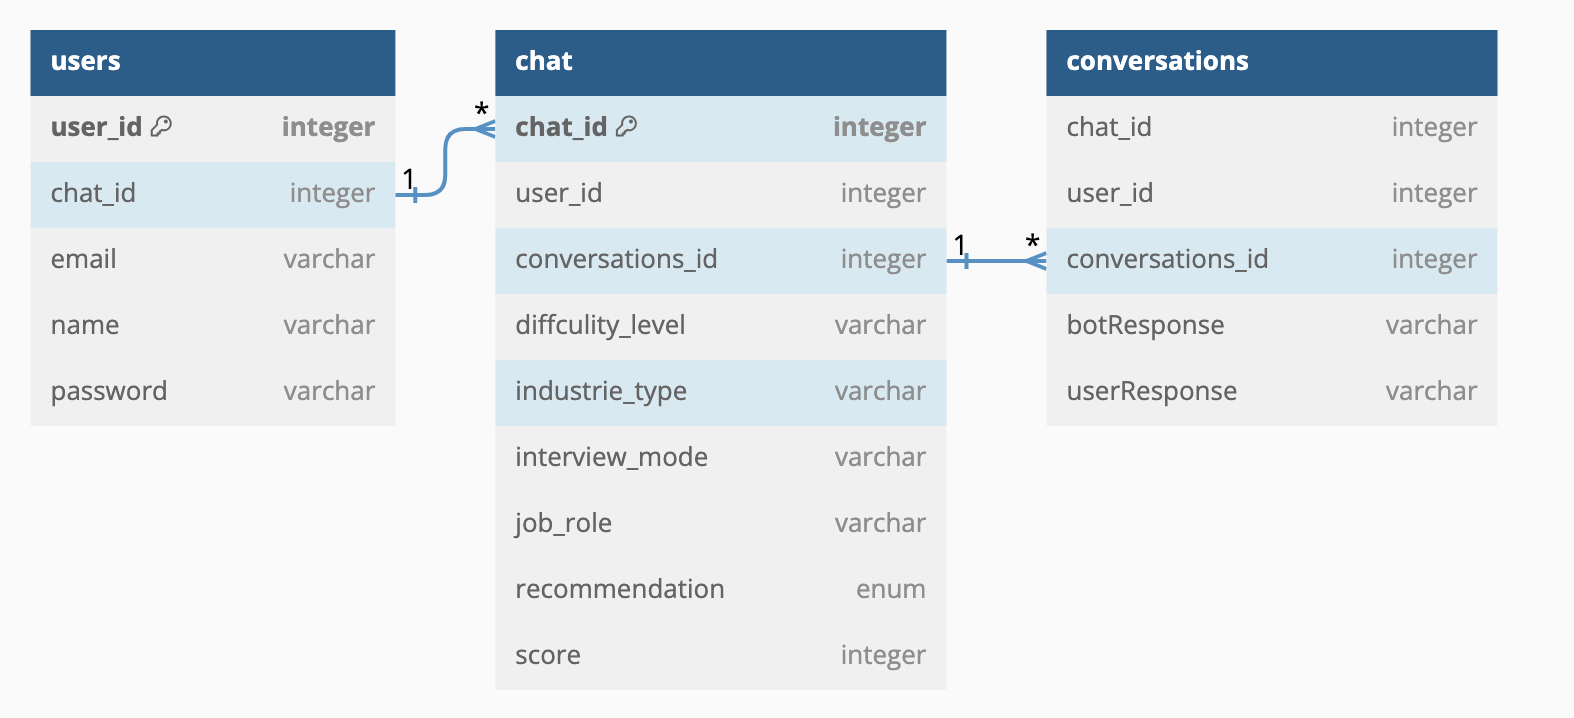 users
user_id integer
chat_id integer
email varchar
name varchar
password varchar
1
*
chat
chat_id integer
user_id integer
conversations_id integer
diffculity_level varchar
industrie_type varchar
interview_mode varchar
job_role varchar
recommendation enum
score integer
1
*
conversations
chat_id integer
user_id integer
conversations_id integer
botResponse varchar
userResponse varchar